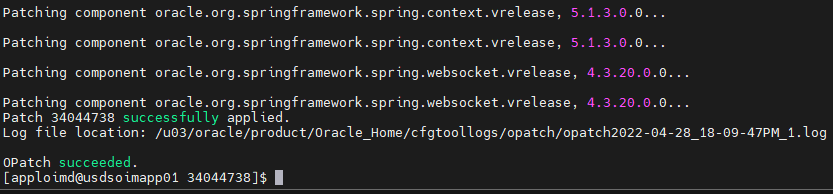 Patching component oracle.org.springframework.spring.context.vrelease, 5.1.3.0.0...
Patching component oracle.org.springframework.spring.context.vrelease, 5.1.3.0.0...
Patching component oracle.org.springframework.spring.websocket.vrelease, 4.3.20.0.0...
Patching component oracle.org.springframework.spring.websocket.vrelease, 4.3.20.0.0...
Patch 34044738 successfully applied.
Log file location: /u03/oracle/product/Oracle_Home/cfgtoollogs/opatch/opatch2022-04-28_18-09-47PM_1.log
OPatch succeeded.
[apploimd@usdsoimapp01 34044738]$